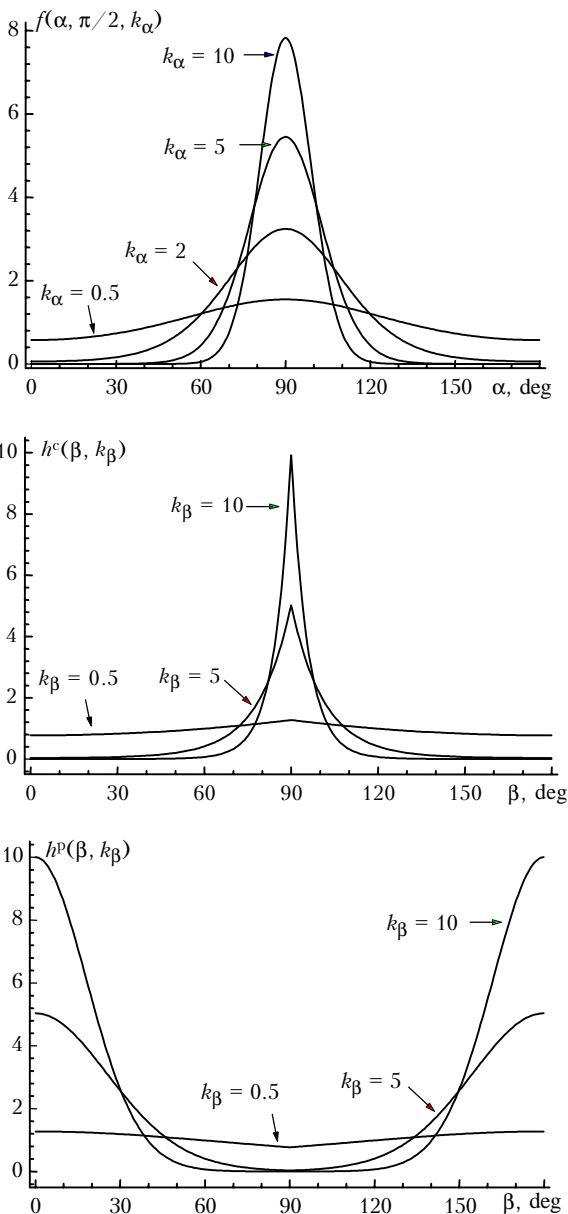 f(α, π/2, kα)
8
kα = 10
6
kα = 5
4
kα = 2
2
kα = 0.5
0
0 30 60 90 120 150 α, deg
10 hᶜ(β, kβ)
kβ = 10
8
6
4
kβ = 0.5 kβ = 5
2
0
0 30 60 90 120 150 β, deg
hᵖ(β, kβ)
10
8
kβ = 10
6
4
kβ = 0.5 kβ = 5
2
0
0 30 60 90 120 150 β, deg